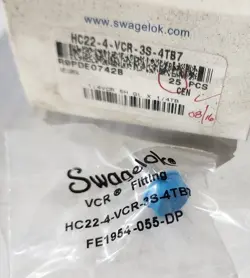 www.swagelok.com
HC22-4-VCR-3S-4TB7
25 PCS
CEN
08/16
Swagelok
VCR® Fitting
HC22-4-VCR-3S-4TB7
FE1954-055-DP